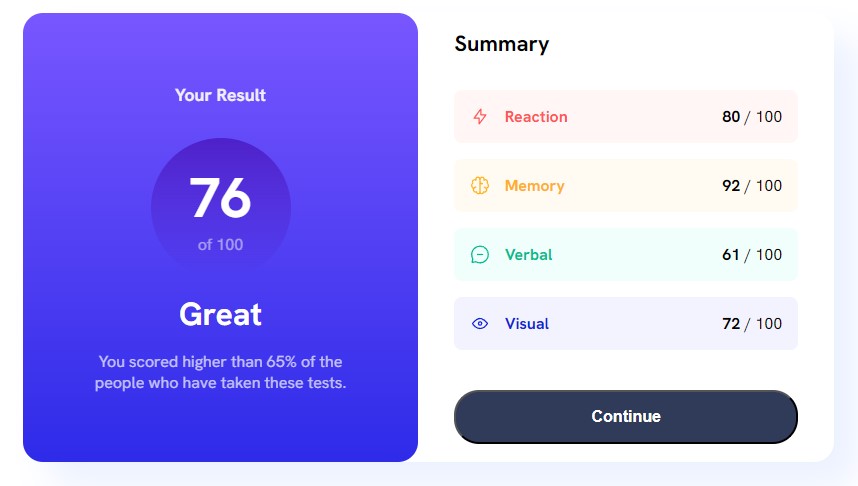 Your Result
76
of 100
Great
You scored higher than 65% of the
people who have taken these tests.
Summary
Reaction 80 / 100
Memory 92 / 100
Verbal 61 / 100
Visual 72 / 100
Continue